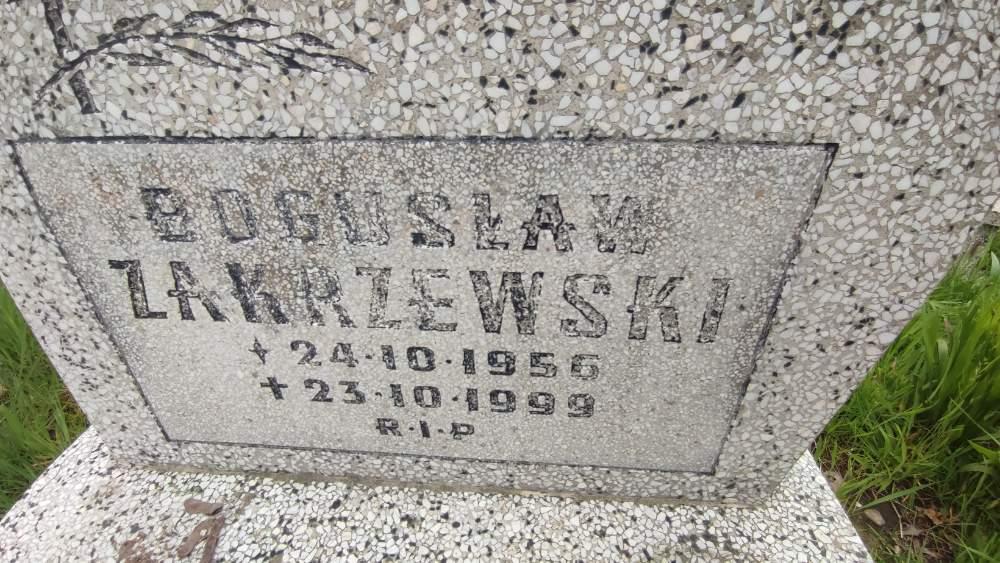 BOGUSŁAW
ZAKRZEWSKI
24·10·1956
✝ 23·10·1999
R·I·P